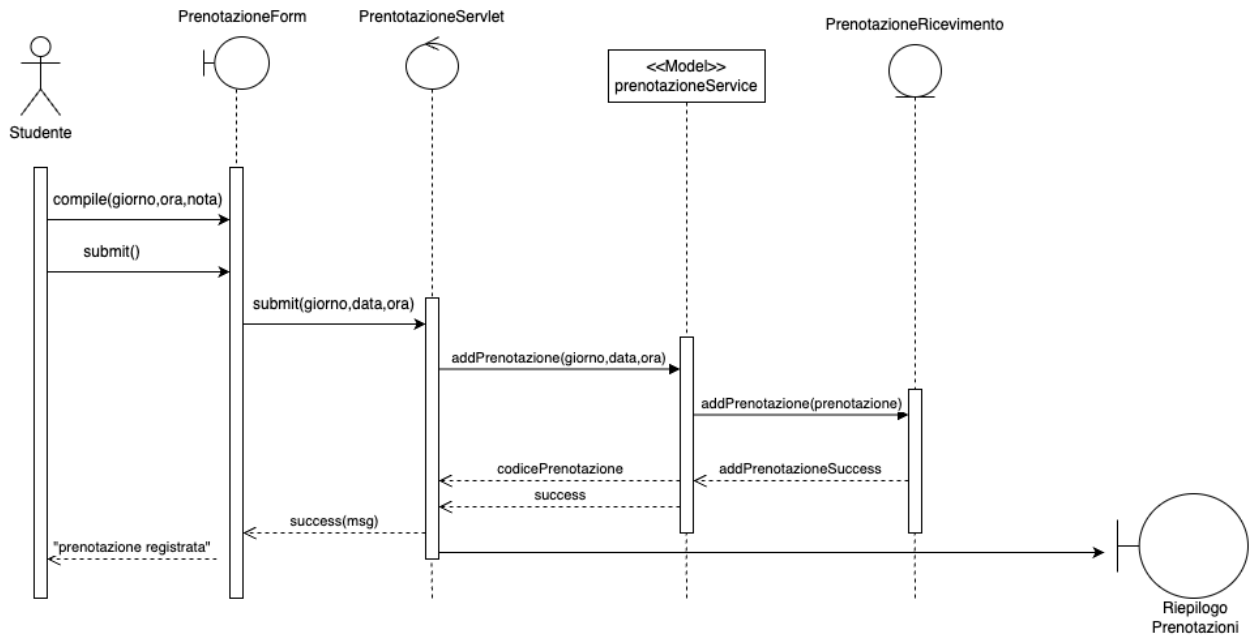 PrenotazioneForm
PrentotazioneServlet
PrenotazioneRicevimento
<<Model>>
prenotazioneService
Studente
compile(giorno,ora,nota)
submit()
submit(giorno,data,ora)
addPrenotazione(giorno,data,ora)
addPrenotazione(prenotazione)
codicePrenotazione
addPrenotazioneSuccess
success
success(msg)
"prenotazione registrata"
Riepilogo
Prenotazioni